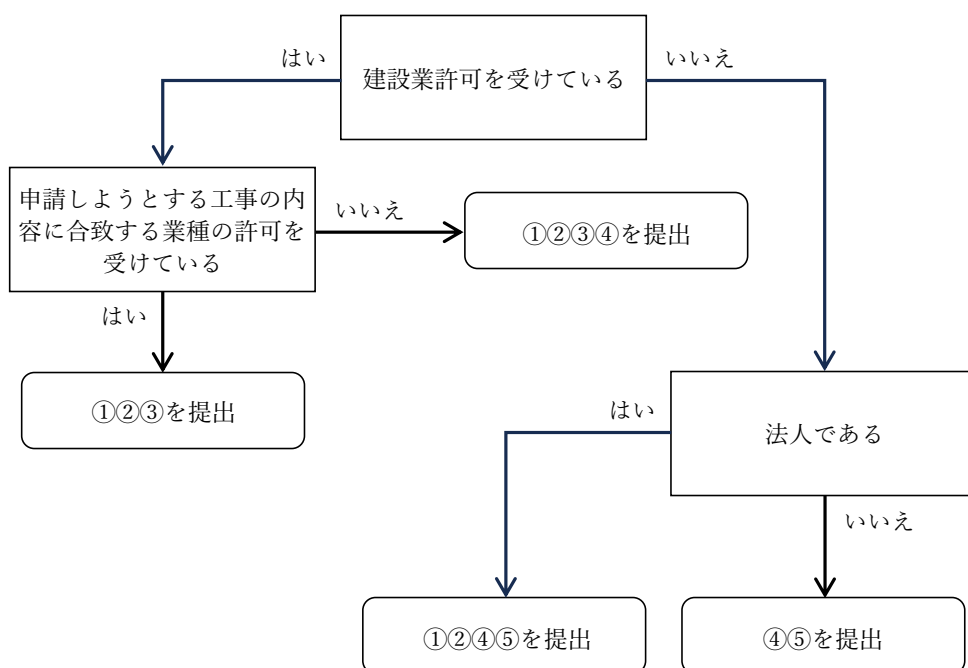 はい
建設業許可を受けている
いいえ
申請しようとする工事の内
容に合致する業種の許可を
受けている
いいえ
①②③④を提出
はい
①②③を提出
はい
法人である
いいえ
①②④⑤を提出
④⑤を提出